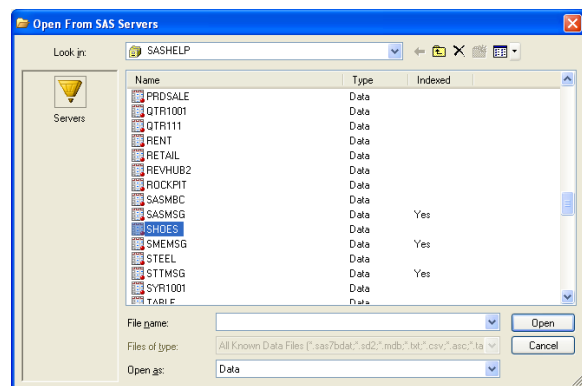 Open From SAS Servers
Look in: SASHELP
Servers
Name Type Indexed
PRDSALE Data
QTR1001 Data
QTR111 Data
RENT Data
RETAIL Data
REVHUB2 Data
ROCKPIT Data
SASMBC Data
SASMSG Data Yes
SHOES Data
SMEMSG Data Yes
STEEL Data
STTMSG Data Yes
SYR1001 Data
TABLE Data
File name: Open
Files of type: All Known Data Files (*.sas7bdat;*.sd2;*.mdb;*.txt;*.csv;*.asc;*.ta Cancel
Open as: Data